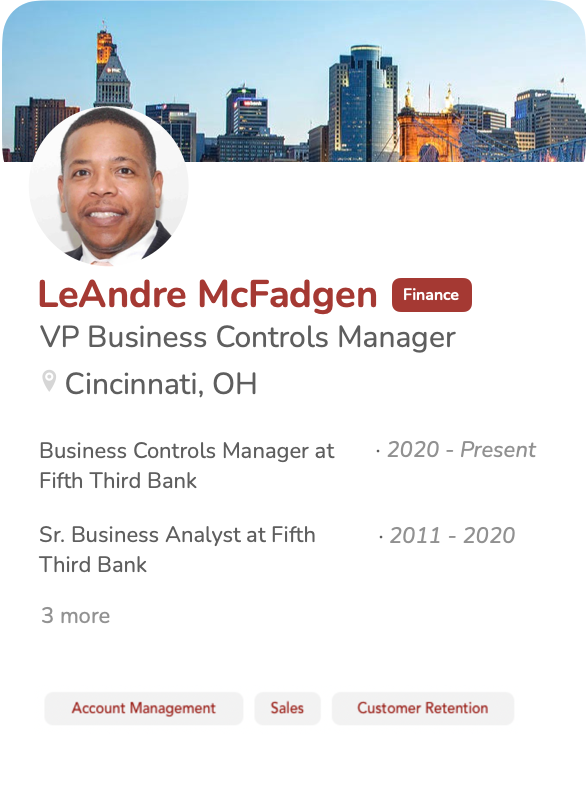 LeAndre McFadgen Finance
VP Business Controls Manager
Cincinnati, OH
Business Controls Manager at · 2020 - Present
Fifth Third Bank
Sr. Business Analyst at Fifth · 2011 - 2020
Third Bank
3 more
Account Management Sales Customer Retention